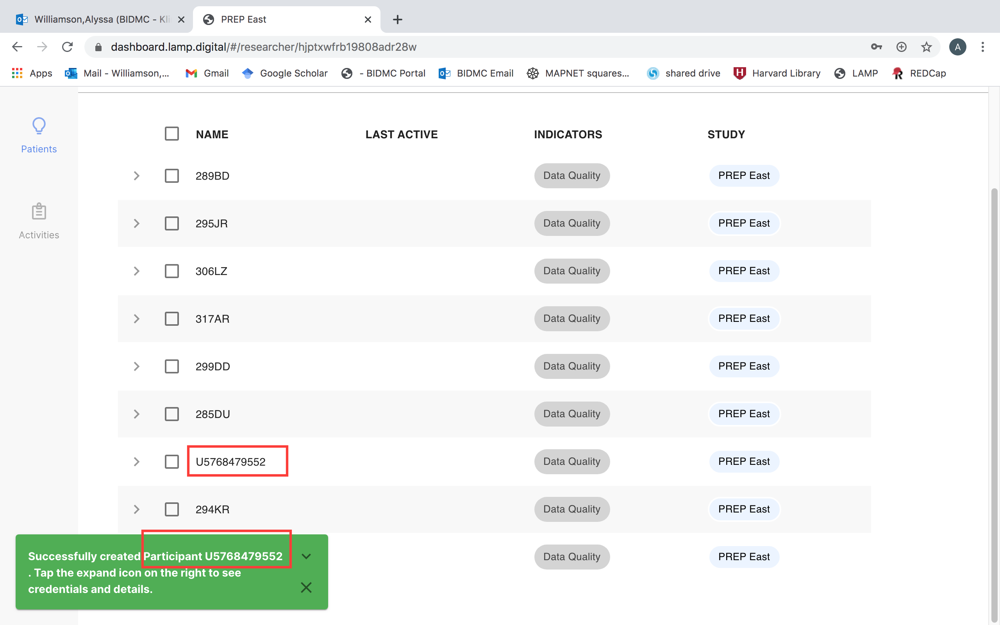 Williamson,Alyssa (BIDMC - Kli
PREP East
dashboard.lamp.digital/#/researcher/hjptxwfrb19808adr28w
A
Apps
Mail - Williamson,...
Gmail
Google Scholar
- BIDMC Portal
BIDMC Email
MAPNET squares...
shared drive
Harvard Library
LAMP
REDCap
Patients
Activities
NAME LAST ACTIVE INDICATORS STUDY
289BD Data Quality PREP East
295JR Data Quality PREP East
306LZ Data Quality PREP East
317AR Data Quality PREP East
299DD Data Quality PREP East
285DU Data Quality PREP East
U5768479552 Data Quality PREP East
294KR Data Quality PREP East
Data Quality PREP East
Successfully created Participant U5768479552
. Tap the expand icon on the right to see
credentials and details.